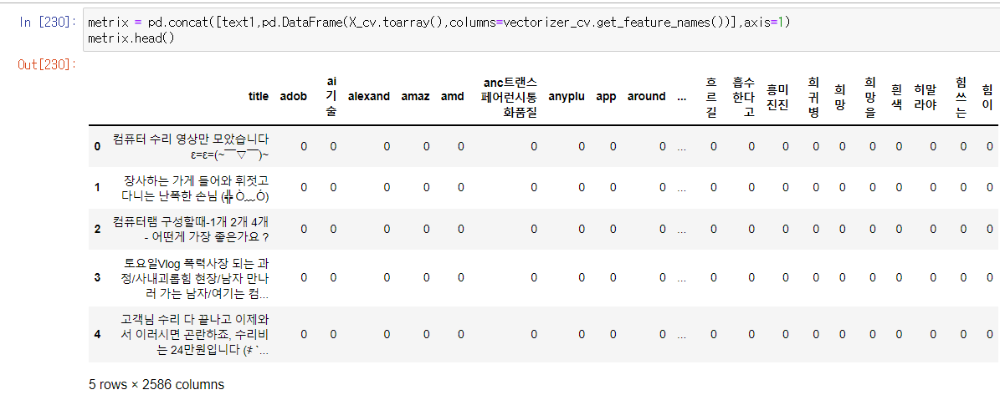 In [230]: metrix = pd.concat([text1,pd.DataFrame(X_cv.toarray(),columns=vectorizer_cv.get_feature_names())],axis=1)
metrix.head()
Out[230]:
title adob ai기술 alexand amaz amd anc트랜스페어런시통화품질 anyplu app around ... 흐르길 흡수한다고 흥미진진 희귀병 희망 희망을 흰색 히말라야 힘쓰는 힘이
0 컴퓨터 수리 영상만 모았습니다 0 0 0 0 0 0 0 0 0 ... 0 0 0 0 0 0 0 0 0 0
ε=ε=(~￣▽￣)~
1 장사하는 가게 들어와 휘젓고 0 0 0 0 0 0 0 0 0 ... 0 0 0 0 0 0 0 0 0 0
다니는 난폭한 손님 (╬ Ò﹏Ó)
2 컴퓨터램 구성할때-1개 2개 4개 0 0 0 0 0 0 0 0 0 ... 0 0 0 0 0 0 0 0 0 0
- 어떤게 가장 좋은가요 ?
3 토요일Vlog 폭력사장 되는 과 0 0 0 0 0 0 0 0 0 ... 0 0 0 0 0 0 0 0 0 0
정/사내괴롭힘 현장/남자 만나
러 가는 남자/여기는 컴...
4 고객님 수리 다 끝나고 이제와 0 0 0 0 0 0 0 0 0 ... 0 0 0 0 0 0 0 0 0 0
서 이러시면 곤란하죠, 수리비
는 24만원입니다
5 rows × 2586 columns